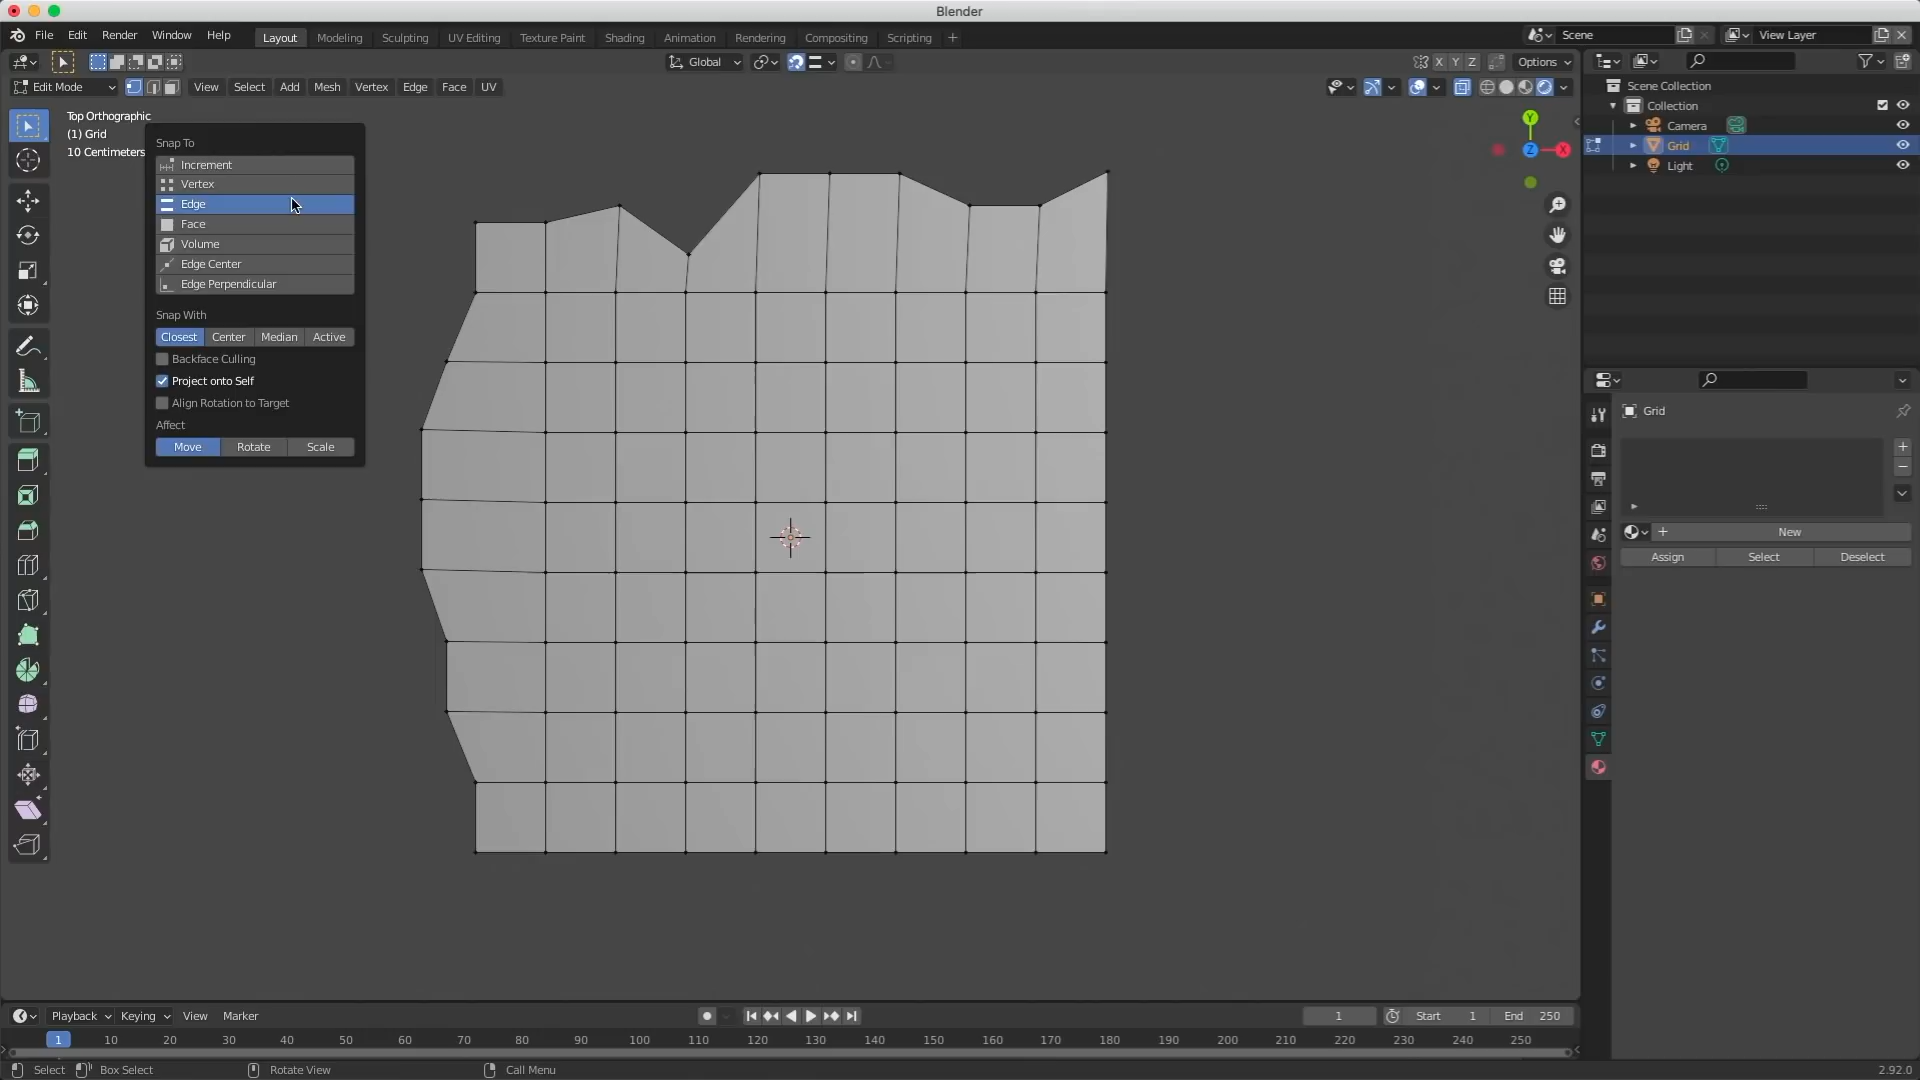 Blender
File Edit Render Window Help Layout Modeling Sculpting UV Editing Texture Paint Shading Animation Rendering Compositing Scripting + Scene View Layer
Global X Y Z Options
Edit Mode View Select Add Mesh Vertex Edge Face UV
Scene Collection
Collection
Camera
Grid
Light
Top Orthographic
(1) Grid
10 Centimeters
Snap To
Increment
Vertex
Edge
Face
Volume
Edge Center
Edge Perpendicular
Snap With
Closest Center Median Active
Backface Culling
Project onto Self
Align Rotation to Target
Affect
Move Rotate Scale
Y
Z X
Grid
New
Assign Select Deselect
Playback Keying View Marker 1 Start 1 End 250
1 10 20 30 40 50 60 70 80 90 100 110 120 130 140 150 160 170 180 190 200 210 220 230 240 250
Select Box Select Rotate View Call Menu 2.92.0